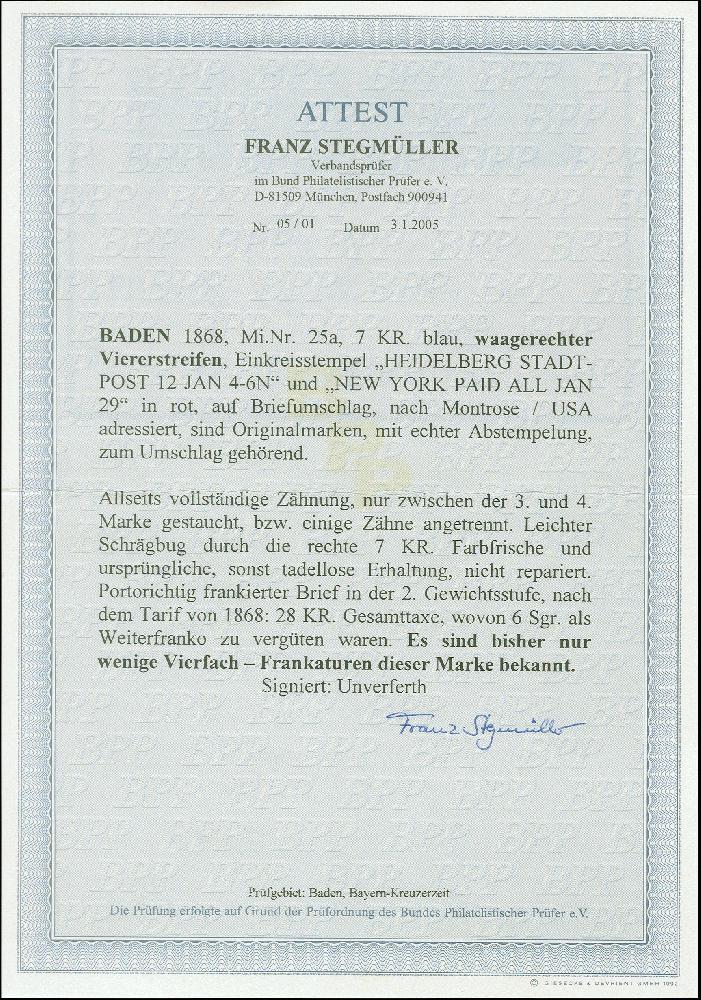 ATTEST
FRANZ STEGMÜLLER
Verbandsprüfer
im Bund Philatelistischer Prüfer e. V.
D-81509 München, Postfach 900941
Nr. 05 / 01 Datum 3.1.2005
BADEN 1868, Mi.Nr. 25a, 7 KR. blau, waagerechter
Viererstreifen, Einkreisstempel „HEIDELBERG STADT-
POST 12 JAN 4-6N“ und „NEW YORK PAID ALL JAN
29“ in rot, auf Briefumschlag, nach Montrose / USA
adressiert, sind Originalmarken, mit echter Abstempelung,
zum Umschlag gehörend.
Allseits vollständige Zähnung, nur zwischen der 3. und 4.
Marke gestaucht, bzw. einige Zähne angetrennt. Leichter
Schrägbug durch die rechte 7 KR. Farbfrische und
ursprüngliche, sonst tadellose Erhaltung, nicht repariert.
Portorichtig frankierter Brief in der 2. Gewichtsstufe, nach
dem Tarif von 1868: 28 KR. Gesamttaxe, wovon 6 Sgr. als
Weiterfranko zu vergüten waren. Es sind bisher nur
wenige Vierfach – Frankaturen dieser Marke bekannt.
Signiert: Unverferth
Franz Stegmüller
Prüfgebiet: Baden, Bayern-Kreuzerzeit
Die Prüfung erfolgte auf Grund der Prüfordnung des Bundes Philatelistischer Prüfer e.V.
© GIESECKE & DEVRIENT GMBH 1992